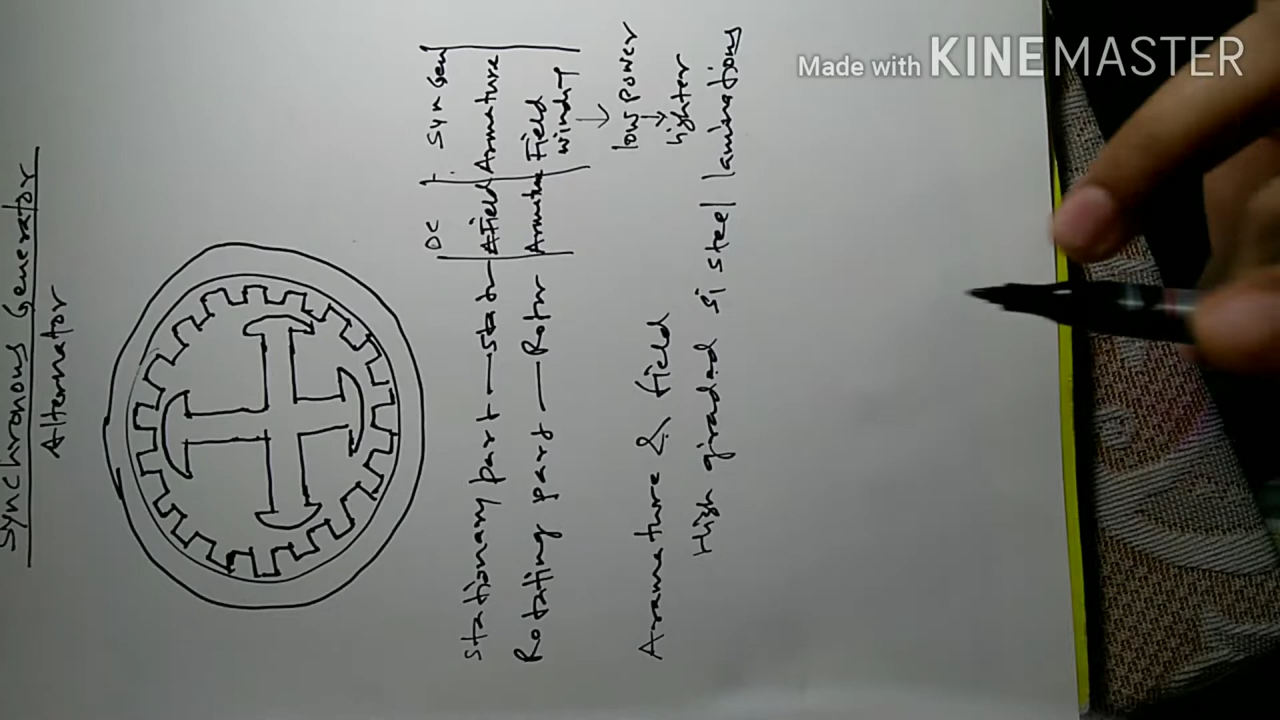 Synchronous Generator
Alternator
DC Syn Gen
Stationary part — Stator Field Armature
Rotating part — Rotor Armature Field winding
↓
low power
↓
lighter
Armature & field
High graded Si steel laminations
Made with KINEMASTER